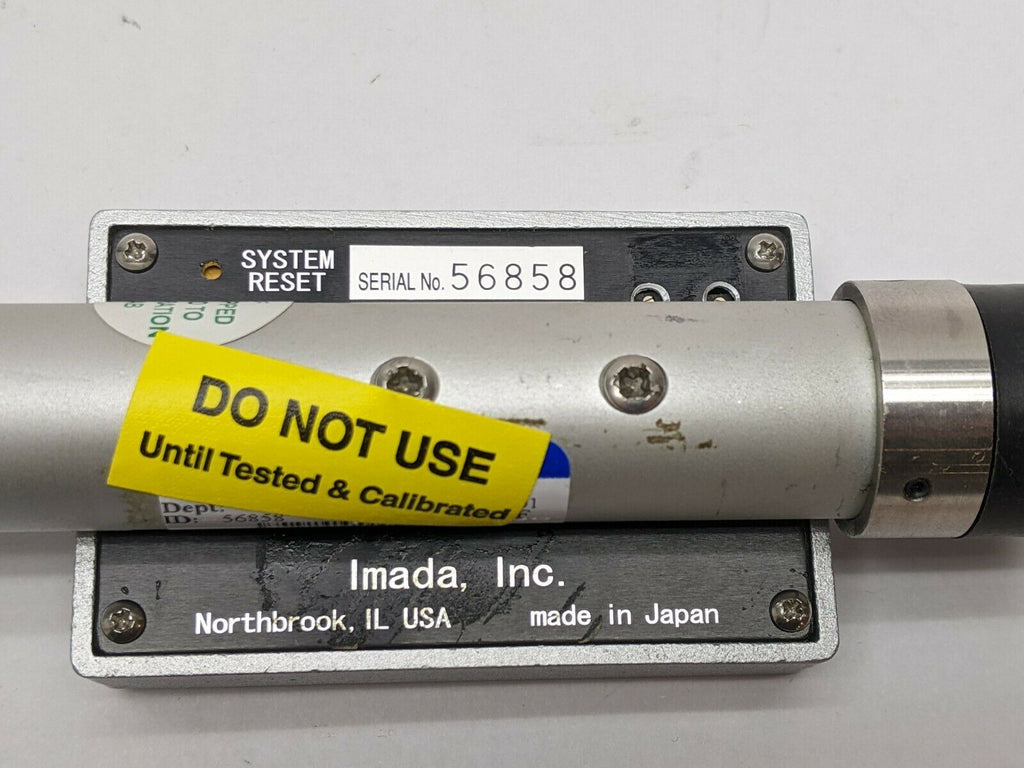 SYSTEM
RESET
SERIAL No. 56858
DO NOT USE
Until Tested & Calibrated
Dept:
ID: 56858
Imada, Inc.
Northbrook, IL USA made in Japan